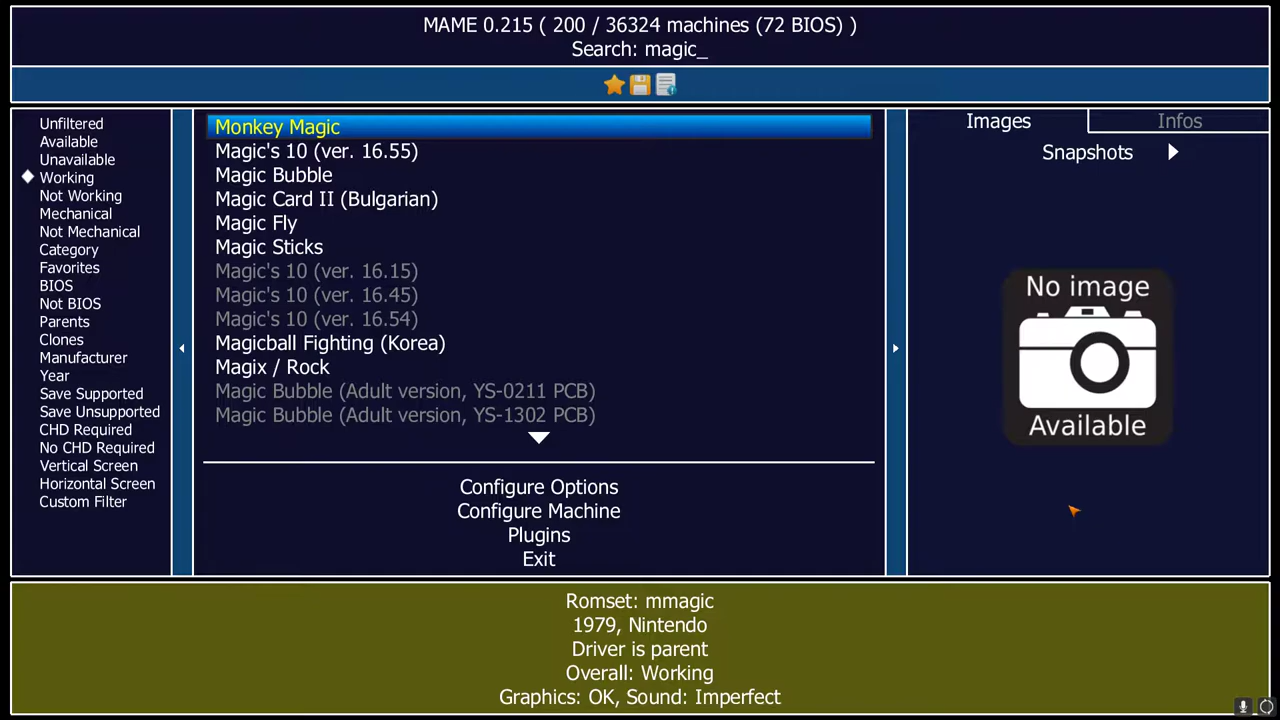 MAME 0.215 ( 200 / 36324 machines (72 BIOS) )
Search: magic_
Unfiltered
Available
Unavailable
Working
Not Working
Mechanical
Not Mechanical
Category
Favorites
BIOS
Not BIOS
Parents
Clones
Manufacturer
Year
Save Supported
Save Unsupported
CHD Required
No CHD Required
Vertical Screen
Horizontal Screen
Custom Filter
Monkey Magic
Magic's 10 (ver. 16.55)
Magic Bubble
Magic Card II (Bulgarian)
Magic Fly
Magic Sticks
Magic's 10 (ver. 16.15)
Magic's 10 (ver. 16.45)
Magic's 10 (ver. 16.54)
Magicball Fighting (Korea)
Magix / Rock
Magic Bubble (Adult version, YS-0211 PCB)
Magic Bubble (Adult version, YS-1302 PCB)
Configure Options
Configure Machine
Plugins
Exit
Images
Infos
Snapshots
No image
Available
Romset: mmagic
1979, Nintendo
Driver is parent
Overall: Working
Graphics: OK, Sound: Imperfect